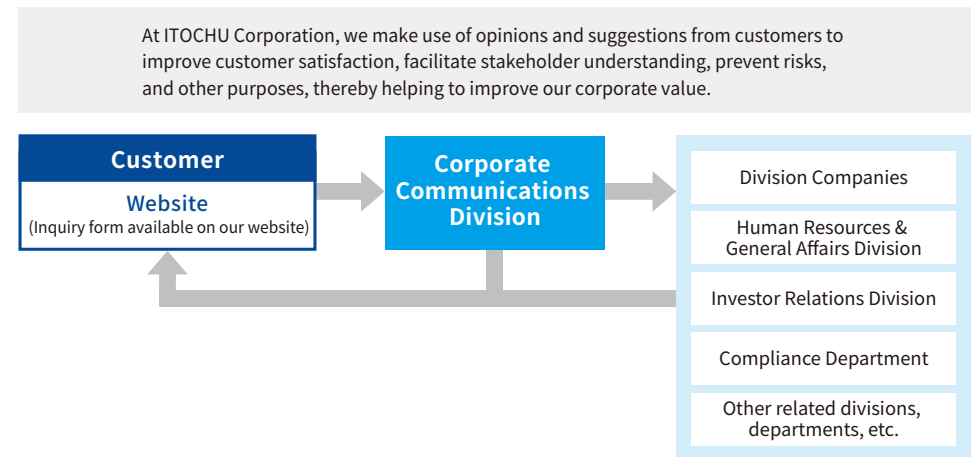 At ITOCHU Corporation, we make use of opinions and suggestions from customers to
improve customer satisfaction, facilitate stakeholder understanding, prevent risks,
and other purposes, thereby helping to improve our corporate value.
Customer
Website
(Inquiry form available on our website)
Corporate
Communications
Division
Division Companies
Human Resources &
General Affairs Division
Investor Relations Division
Compliance Department
Other related divisions,
departments, etc.